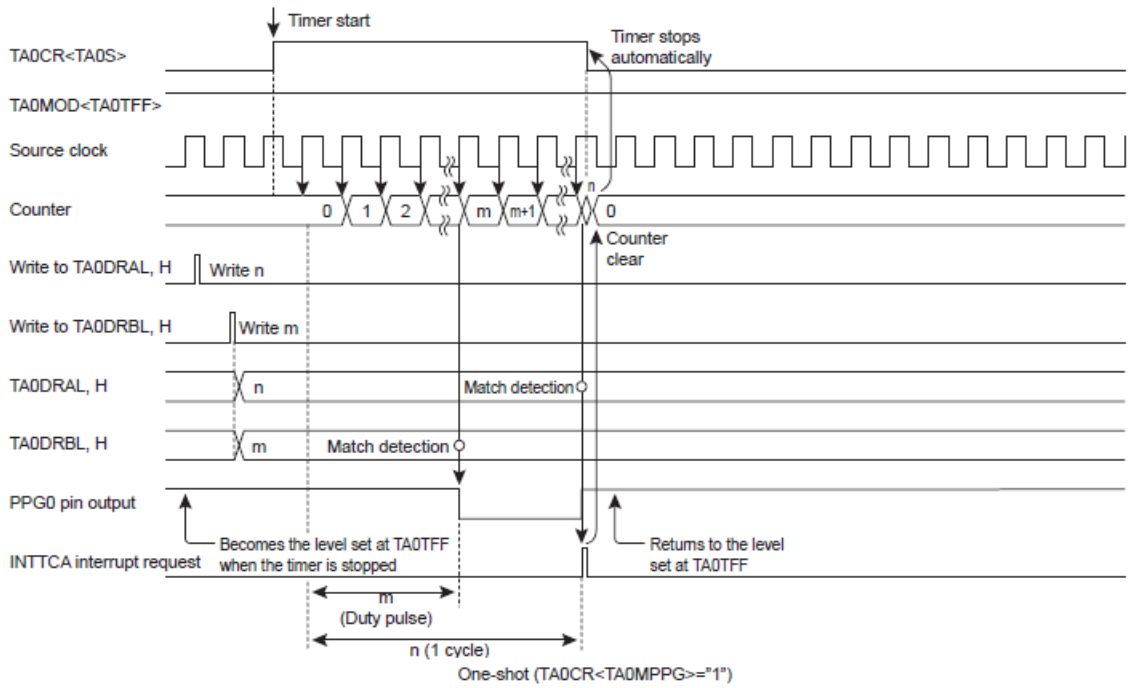 Timer start
TA0CR<TA0S>
Timer stops
automatically
TA0MOD<TA0TFF>
Source clock
n
Counter
0 1 2 m m+1 0
Counter
clear
Write to TA0DRAL, H
Write n
Write to TA0DRBL, H
Write m
TA0DRAL, H
n
Match detection
TA0DRBL, H
m
Match detection
PPG0 pin output
Becomes the level set at TA0TFF
when the timer is stopped
Returns to the level
set at TA0TFF
INTTCA interrupt request
m
(Duty pulse)
n (1 cycle)
One-shot (TA0CR<TA0MPPG>="1")